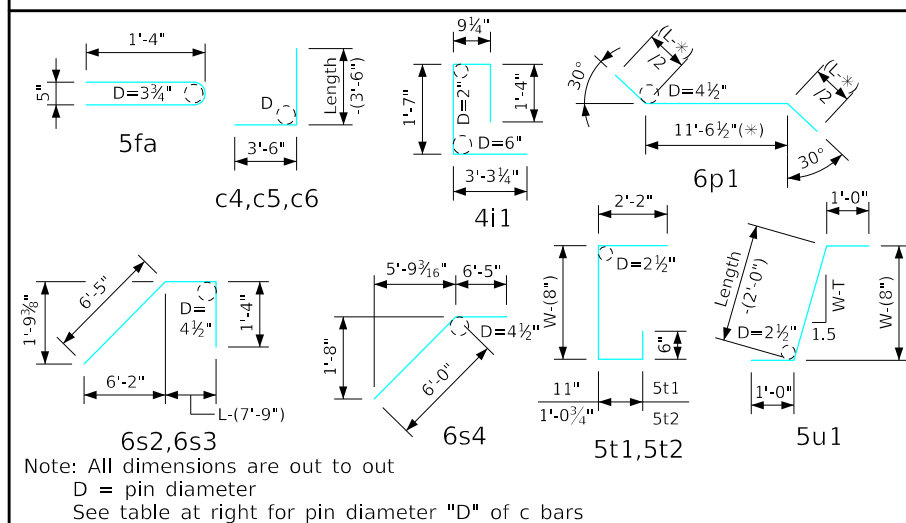 1'-4"
5"
D=3¾"
5fa
D
Length
-(3'-6")
3'-6"
c4,c5,c6
9¼"
1'-7"
D=2"
1'-4"
D=6"
3'-3¼"
4i1
30°
(L-✳)
/2
D=4½"
(L-✳)
/2
11'-6½"(✳)
30°
6p1
1'-9⅜"
6'-5"
D=
4½"
1'-4"
6'-2"
L-(7'-9")
6s2,6s3
5'-9³⁄₁₆"
6'-5"
1'-8"
D=4½"
6'-0"
6s4
2'-2"
W-(8")
D=2½"
6"
11"
5t1
1'-0¾"
5t2
5t1,5t2
1'-0"
Length
-(2'-0")
D=2½"
W-T
1.5
W-(8")
1'-0"
5u1
Note: All dimensions are out to out
D = pin diameter
See table at right for pin diameter "D" of c bars